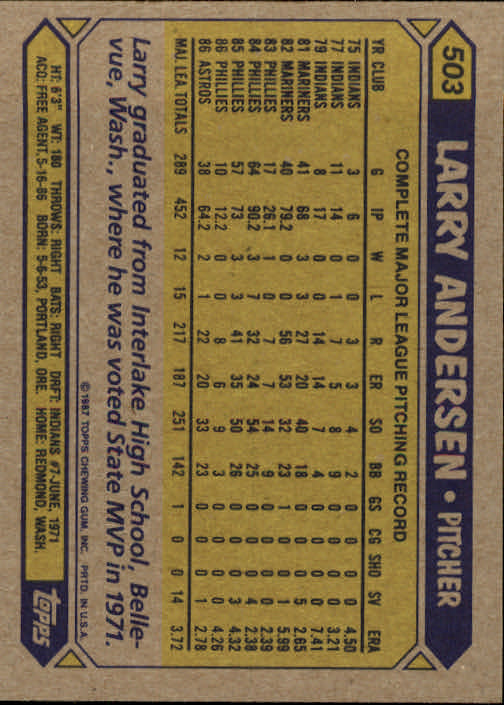 503 LARRY ANDERSEN • PITCHER
COMPLETE MAJOR LEAGUE PITCHING RECORD
YR CLUB G IP W L R ER SO BB GS CG SHO SV ERA
75 INDIANS 3 6 0 0 3 3 4 2 0 0 0 0 4.50
77 INDIANS 11 14 0 1 7 5 8 9 0 0 0 0 3.21
79 INDIANS 8 17 0 0 14 14 7 4 0 0 0 0 7.41
81 MARINERS 41 68 3 3 27 20 40 18 0 0 0 5 2.65
82 MARINERS 40 79.2 0 0 56 53 32 23 1 0 0 1 5.99
83 PHILLIES 17 26.1 1 0 7 7 14 9 0 0 0 0 2.39
84 PHILLIES 64 90.2 3 7 32 24 54 25 0 0 0 4 2.38
85 PHILLIES 57 73 3 3 41 35 50 26 0 0 0 3 4.32
86 PHILLIES 10 12.2 0 0 8 6 9 3 0 0 0 0 4.26
86 ASTROS 38 64.2 2 1 22 20 33 23 0 0 0 1 2.78
MAJ. LEA. TOTALS 289 452 12 15 217 187 251 142 1 0 0 14 3.72
Larry graduated from Interlake High School, Belle-
vue, Wash., where he was voted State MVP in 1971.
©1987 TOPPS CHEWING GUM, INC. PRTD. IN U.S.A.
HT: 6'3" WT: 180 THROWS: RIGHT BATS: RIGHT DRFT: INDIANS #7-JUNE, 1971
ACQ: FREE AGENT, 5-16-86 BORN: 5-6-53, PORTLAND, ORE. HOME: REDMOND, WASH.
TOPPS